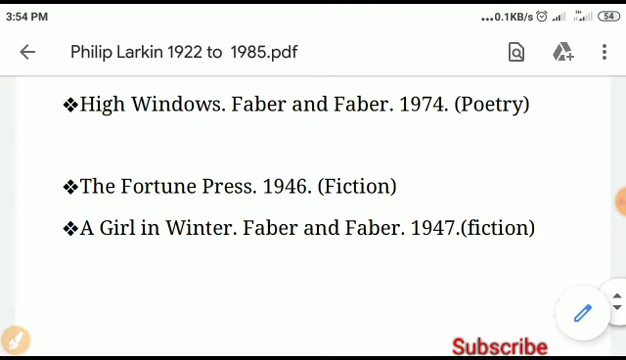 3:54 PM ...0.1KB/s 54
Philip Larkin 1922 to 1985.pdf
❖High Windows. Faber and Faber. 1974. (Poetry)
❖The Fortune Press. 1946. (Fiction)
❖A Girl in Winter. Faber and Faber. 1947.(fiction)
Subscribe